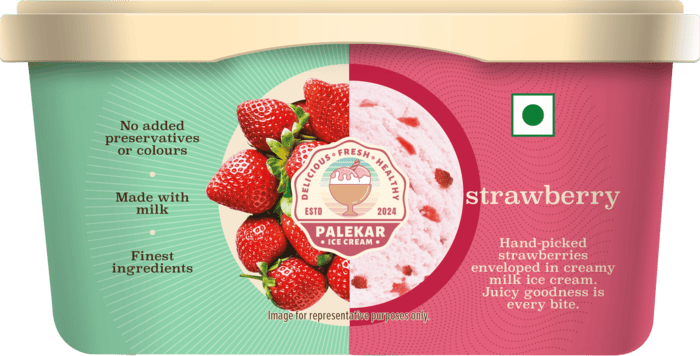 No added
preservatives
or colours
Made with
milk
Finest
ingredients
DELICIOUS • FRESH • HEALTHY
ESTD 2024
PALEKAR
• ICE CREAM •
strawberry
Hand-picked
strawberries
enveloped in creamy
milk ice cream.
Juicy goodness is
every bite.
Image for representative purposes only.